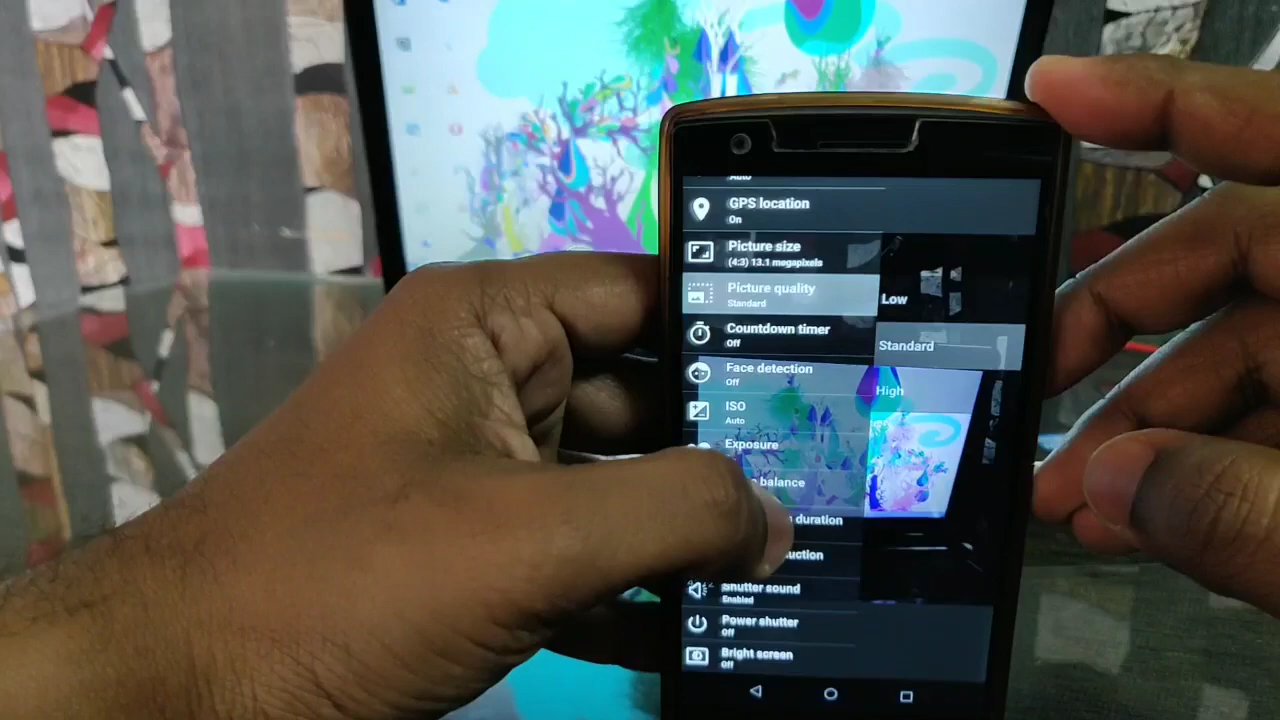 Auto
GPS location
On
Picture size
(4:3) 13.1 megapixels
Picture quality
Standard
Low
Countdown timer
Off
Standard
Face detection
Off
High
ISO
Auto
Exposure
balance
duration
Shutter sound
Enabled
Power shutter
Off
Bright screen
Off